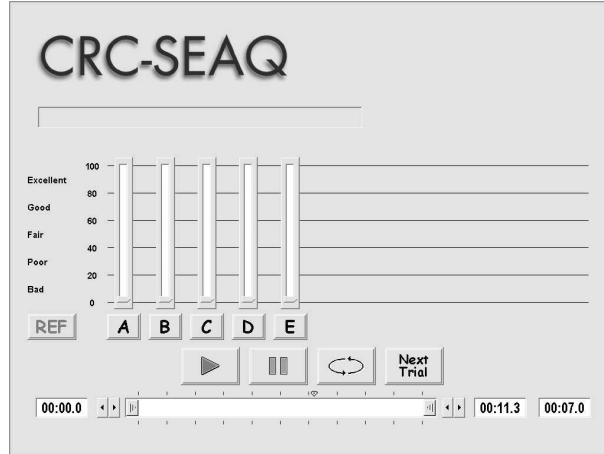 CRC-SEAQ
100
Excellent
80
Good
60
Fair
40
Poor
20
Bad
0
REF A B C D E
Next
Trial
00:00.0 00:11.3 00:07.0